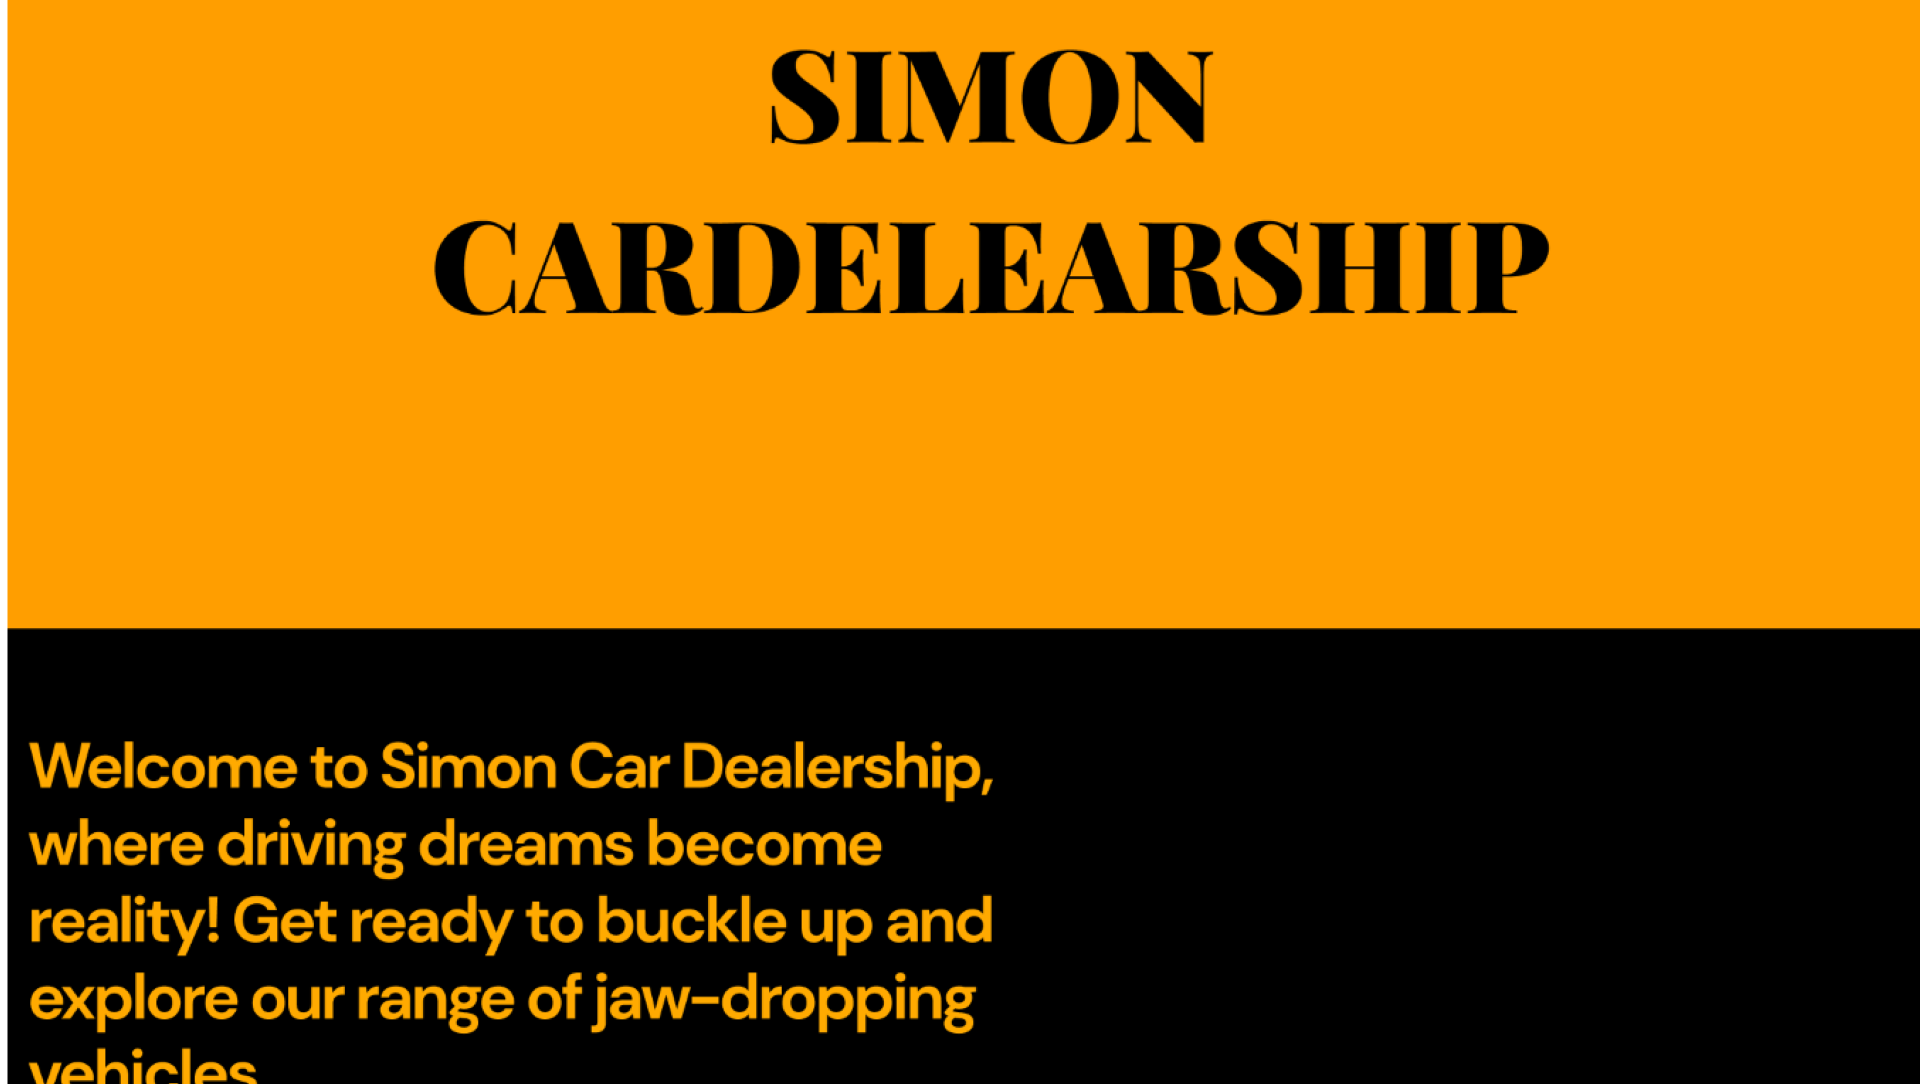 SIMON
CARDELEARSHIP
Welcome to Simon Car Dealership,
where driving dreams become
reality! Get ready to buckle up and
explore our range of jaw-dropping
vehicles